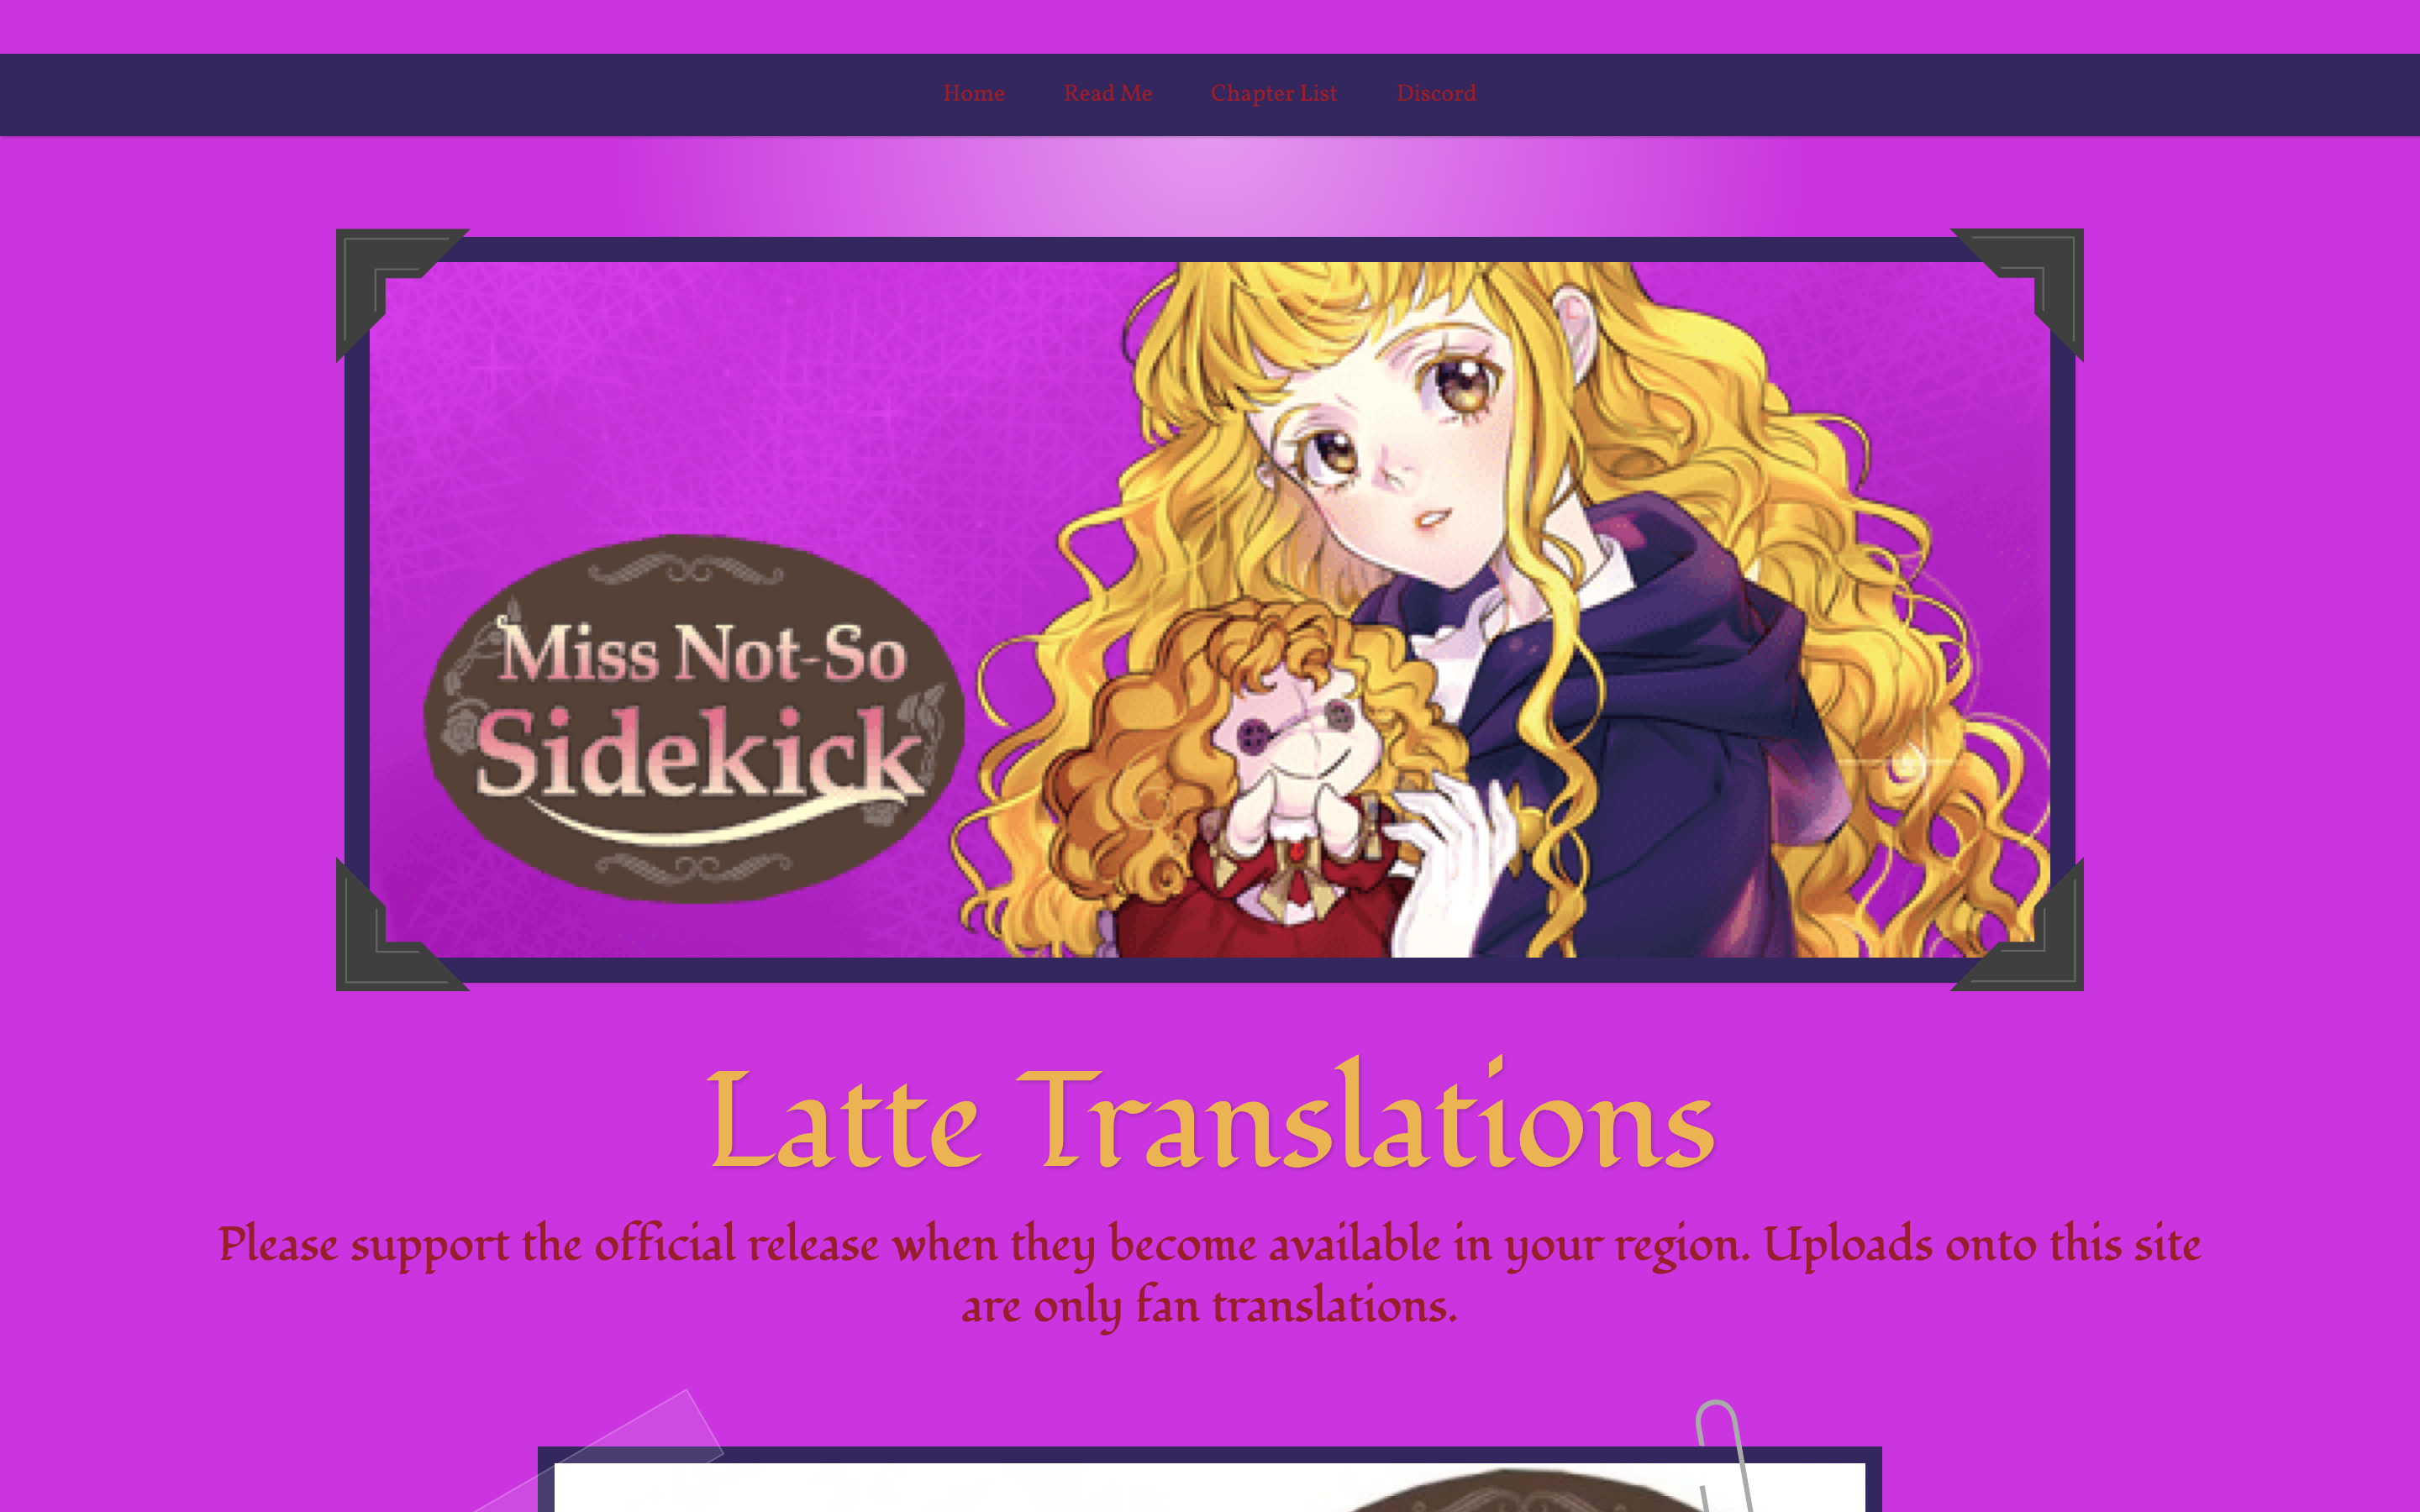 Home Read Me Chapter List Discord
Miss Not-So
Sidekick
Latte Translations
Please support the official release when they become available in your region. Uploads onto this site
are only fan translations.